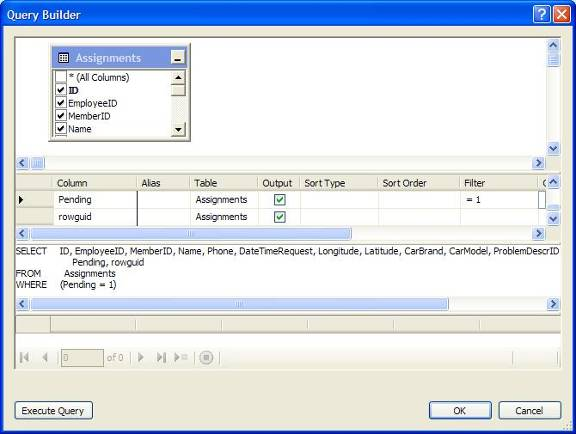 Query Builder
Assignments
* (All Columns)
ID
EmployeeID
MemberID
Name
Column Alias Table Output Sort Type Sort Order Filter
Pending Assignments = 1
rowguid Assignments
SELECT ID, EmployeeID, MemberID, Name, Phone, DateTimeRequest, Longitude, Latitude, CarBrand, CarModel, ProblemDescrID
Pending, rowguid
FROM Assignments
WHERE (Pending = 1)
0 of 0
Execute Query OK Cancel